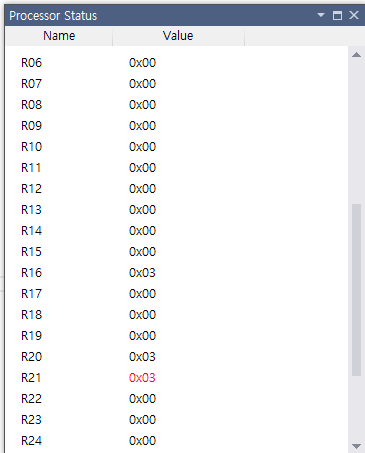 Processor Status
Name Value
R06 0x00
R07 0x00
R08 0x00
R09 0x00
R10 0x00
R11 0x00
R12 0x00
R13 0x00
R14 0x00
R15 0x00
R16 0x03
R17 0x00
R18 0x00
R19 0x00
R20 0x03
R21 0x03
R22 0x00
R23 0x00
R24 0x00